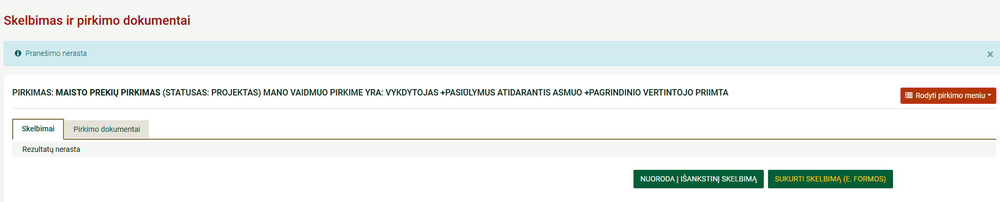 Skelbimas ir pirkimo dokumentai
Pranešimo nerasta
×
PIRKIMAS: MAISTO PREKIŲ PIRKIMAS (STATUSAS: PROJEKTAS) MANO VAIDMUO PIRKIME YRA: VYKDYTOJAS +PASIŪLYMUS ATIDARANTIS ASMUO +PAGRINDINIO VERTINTOJO PRIIMTA
Rodyti pirkimo meniu
Skelbimai
Pirkimo dokumentai
Rezultatų nerasta
NUORODA Į IŠANKSTINĮ SKELBIMĄ
SUKURTI SKELBIMĄ (E. FORMOS)